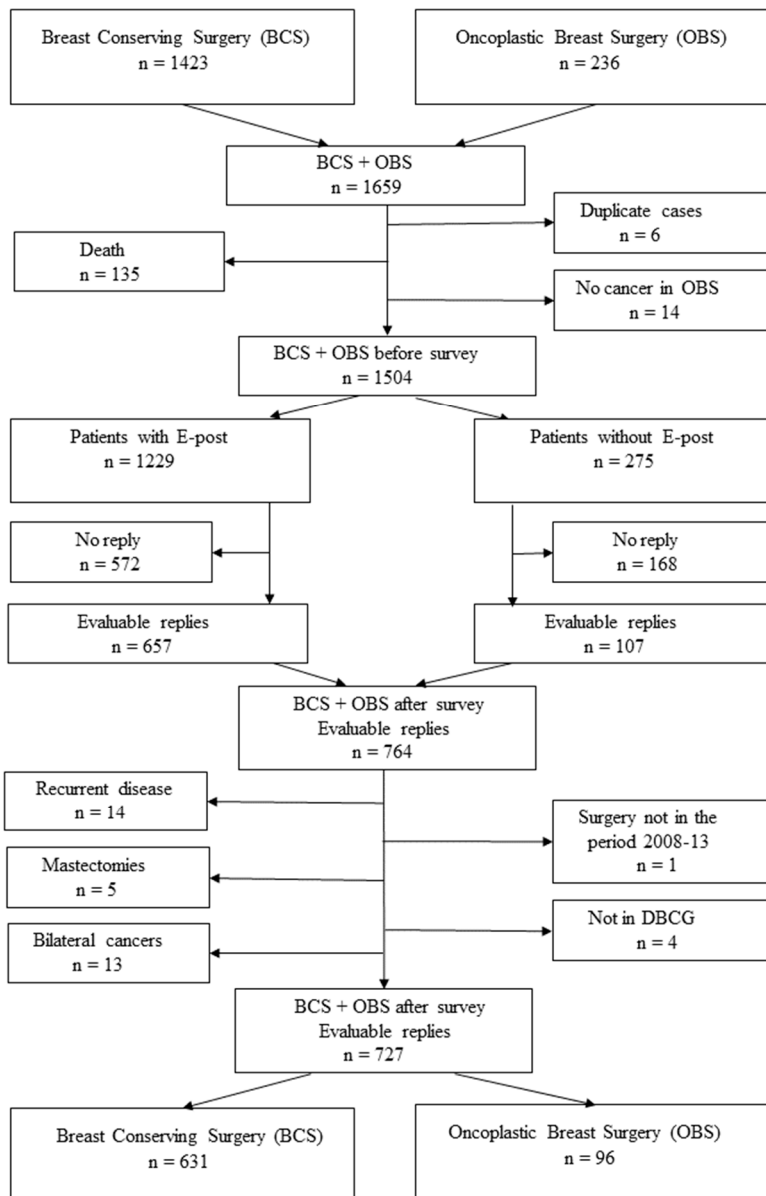 Breast Conserving Surgery (BCS)
n = 1423
Oncoplastic Breast Surgery (OBS)
n = 236
BCS + OBS
n = 1659
Duplicate cases
n = 6
Death
n = 135
No cancer in OBS
n = 14
BCS + OBS before survey
n = 1504
Patients with E-post
n = 1229
Patients without E-post
n = 275
No reply
n = 572
No reply
n = 168
Evaluable replies
n = 657
Evaluable replies
n = 107
BCS + OBS after survey
Evaluable replies
n = 764
Recurrent disease
n = 14
Surgery not in the
period 2008-13
n = 1
Mastectomies
n = 5
Not in DBCG
n = 4
Bilateral cancers
n = 13
BCS + OBS after survey
Evaluable replies
n = 727
Breast Conserving Surgery (BCS)
n = 631
Oncoplastic Breast Surgery (OBS)
n = 96